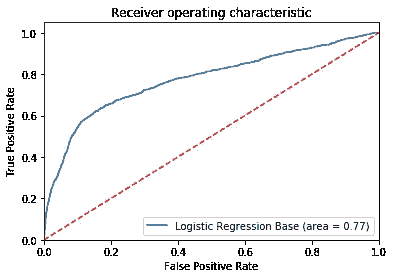 Receiver operating characteristic
True Positive Rate
1.0
0.8
0.6
0.4
0.2
0.0
Logistic Regression Base (area = 0.77)
0.0 0.2 0.4 0.6 0.8 1.0
False Positive Rate